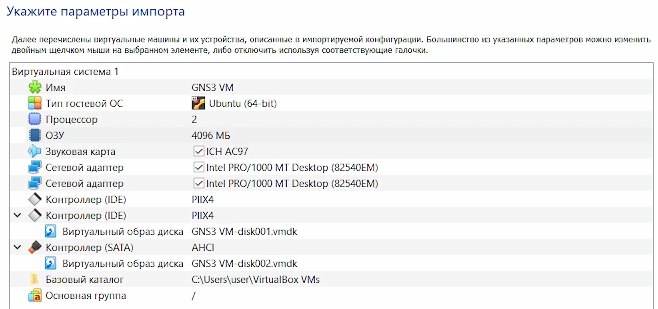 Укажите параметры импорта
Далее перечислены виртуальные машины и их устройства, описанные в импортируемой конфигурации. Большинство из указанных параметров можно изменить
двойным щелчком мыши на выбранном элементе, либо отключить используя соответствующие галочки.
Виртуальная система 1
Имя GNS3 VM
Тип гостевой ОС Ubuntu (64-bit)
Процессор 2
ОЗУ 4096 МБ
Звуковая карта ICH AC97
Сетевой адаптер Intel PRO/1000 MT Desktop (82540EM)
Сетевой адаптер Intel PRO/1000 MT Desktop (82540EM)
Контроллер (IDE) PIIX4
Контроллер (IDE) PIIX4
Виртуальный образ диска GNS3 VM-disk001.vmdk
Контроллер (SATA) AHCI
Виртуальный образ диска GNS3 VM-disk002.vmdk
Базовый каталог C:\Users\user\VirtualBox VMs
Основная группа /